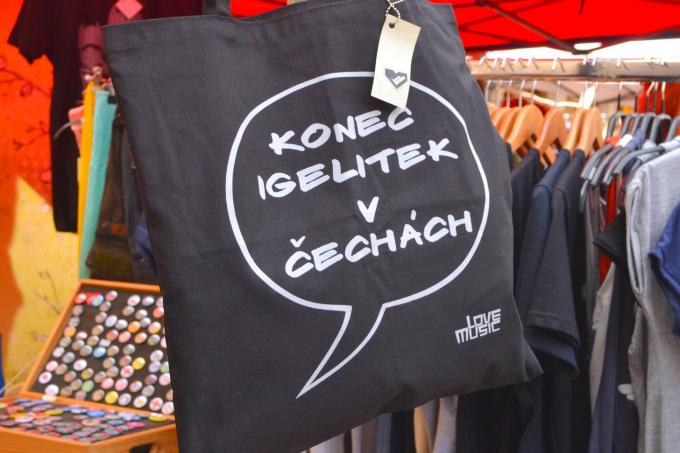 KONEC
IGELITEK
V
ČECHÁCH
LOVE
MUSIC